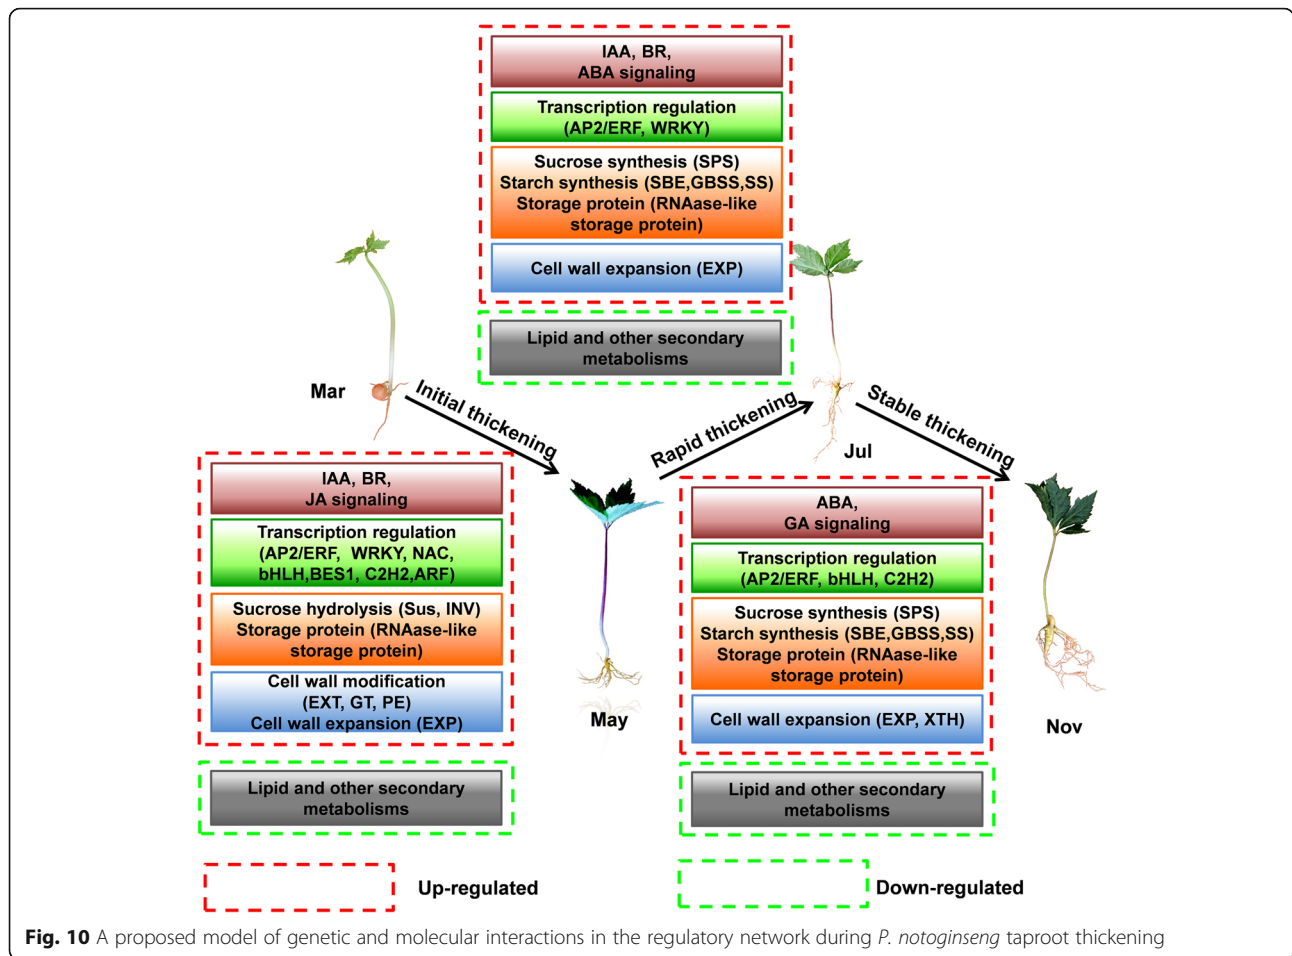 IAA, BR,
ABA signaling
Transcription regulation
(AP2/ERF, WRKY)
Sucrose synthesis (SPS)
Starch synthesis (SBE,GBSS,SS)
Storage protein (RNAase-like
storage protein)
Cell wall expansion (EXP)
Lipid and other secondary
metabolisms
Mar
Initial thickening
Rapid thickening
Stable thickening
Jul
IAA, BR,
JA signaling
Transcription regulation
(AP2/ERF, WRKY, NAC,
bHLH,BES1, C2H2,ARF)
Sucrose hydrolysis (Sus, INV)
Storage protein (RNAase-like
storage protein)
Cell wall modification
(EXT, GT, PE)
Cell wall expansion (EXP)
Lipid and other secondary
metabolisms
May
ABA,
GA signaling
Transcription regulation
(AP2/ERF, bHLH, C2H2)
Sucrose synthesis (SPS)
Starch synthesis (SBE,GBSS,SS)
Storage protein (RNAase-like
storage protein)
Cell wall expansion (EXP, XTH)
Lipid and other secondary
metabolisms
Nov
Up-regulated
Down-regulated
Fig. 10 A proposed model of genetic and molecular interactions in the regulatory network during P. notoginseng taproot thickening